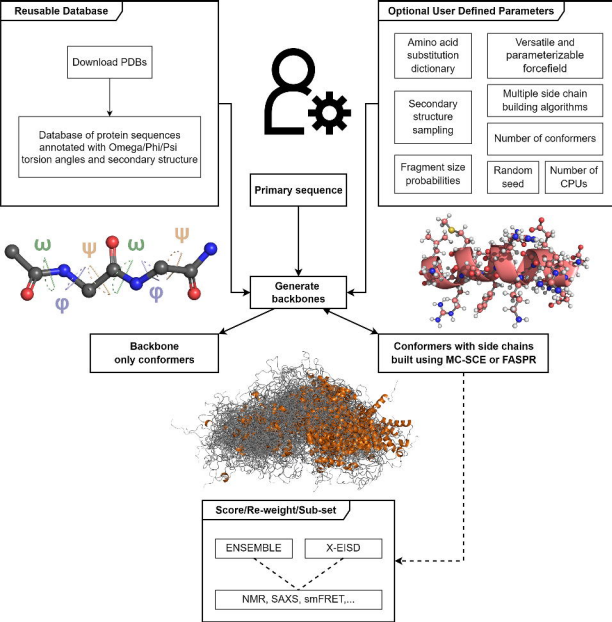 Reusable Database
Download PDBs
Database of protein sequences
annotated with Omega/Phi/Psi
torsion angles and secondary structure
Optional User Defined Parameters
Amino acid
substitution
dictionary
Versatile and
parameterizable
forcefield
Secondary
structure
sampling
Multiple side chain
building algorithms
Number of conformers
Fragment size
probabilities
Random
seed
Number of
CPUs
Primary sequence
ω
ψ
ω
ψ
φ
φ
Generate
backbones
Backbone
only conformers
Conformers with side chains
built using MC-SCE or FASPR
Score/Re-weight/Sub-set
ENSEMBLE
X-EISD
NMR, SAXS, smFRET,...